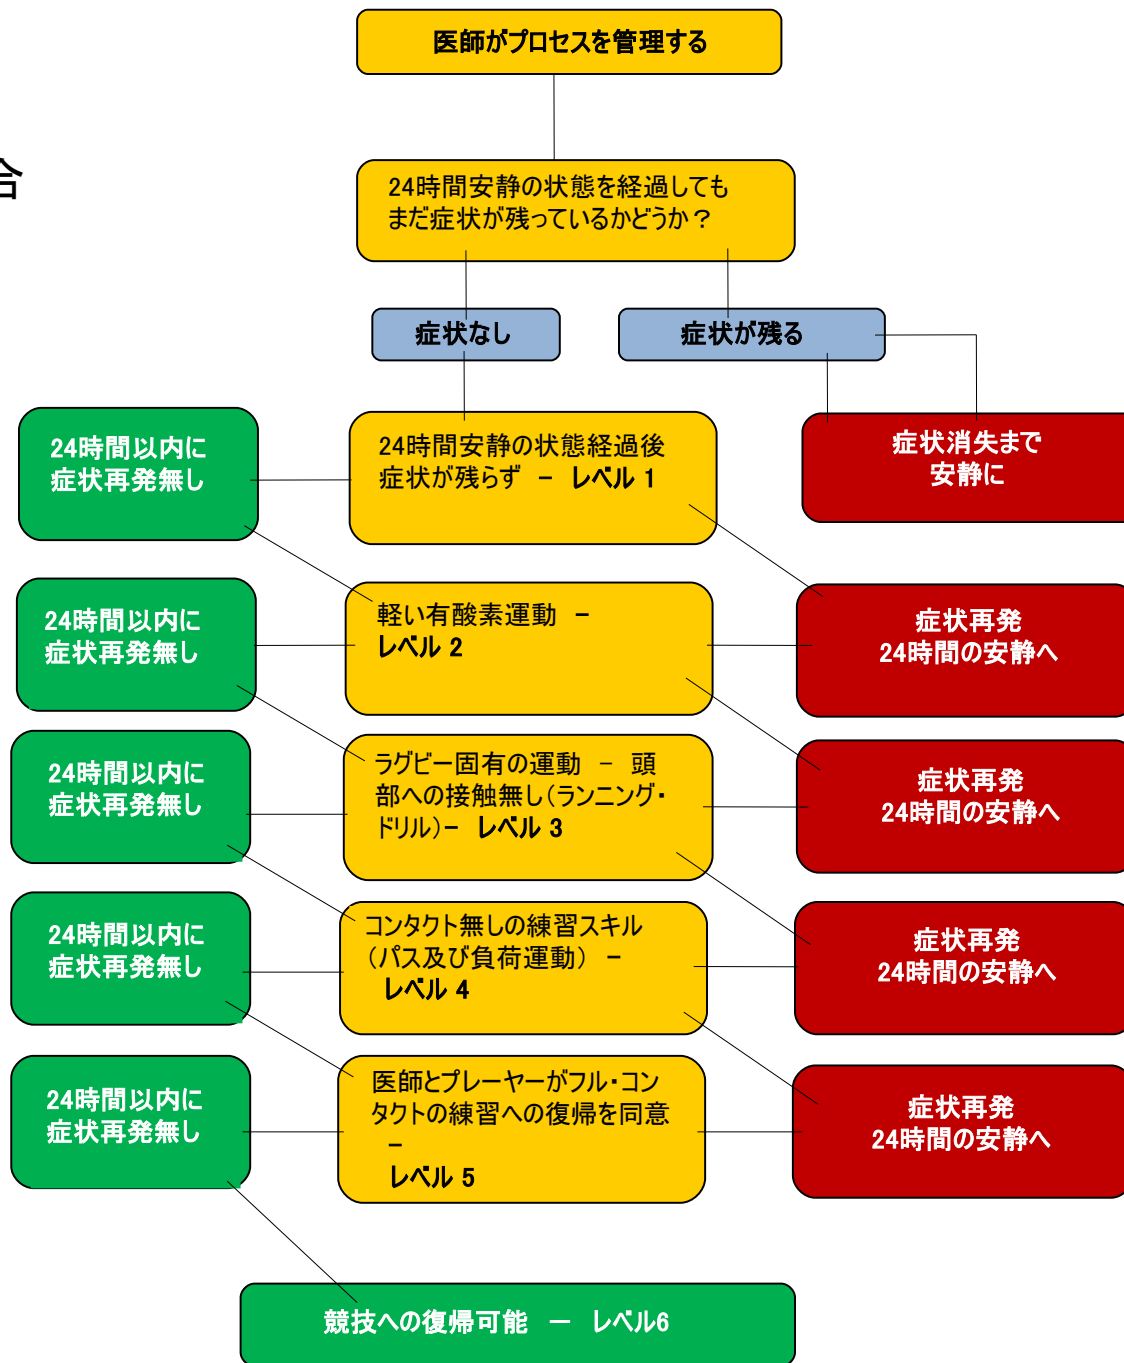 医師がプロセスを管理する
合
24時間安静の状態を経過しても
まだ症状が残っているかどうか？
症状なし
症状が残る
24時間以内に
症状再発無し
24時間安静の状態経過後
症状が残らず － レベル 1
症状消失まで
安静に
24時間以内に
症状再発無し
軽い有酸素運動 －
レベル 2
症状再発
24時間の安静へ
24時間以内に
症状再発無し
ラグビー固有の運動 － 頭
部への接触無し（ランニング・
ドリル）－ レベル 3
症状再発
24時間の安静へ
24時間以内に
症状再発無し
コンタクト無しの練習スキル
（パス及び負荷運動） －
レベル 4
症状再発
24時間の安静へ
24時間以内に
症状再発無し
医師とプレーヤーがフル・コン
タクトの練習への復帰を同意
－
レベル 5
症状再発
24時間の安静へ
競技への復帰可能 － レベル6